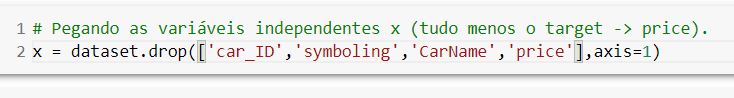 1 # Pegando as variáveis independentes x (tudo menos o target -> price).
2 x = dataset.drop(['car_ID','symboling','CarName','price'],axis=1)